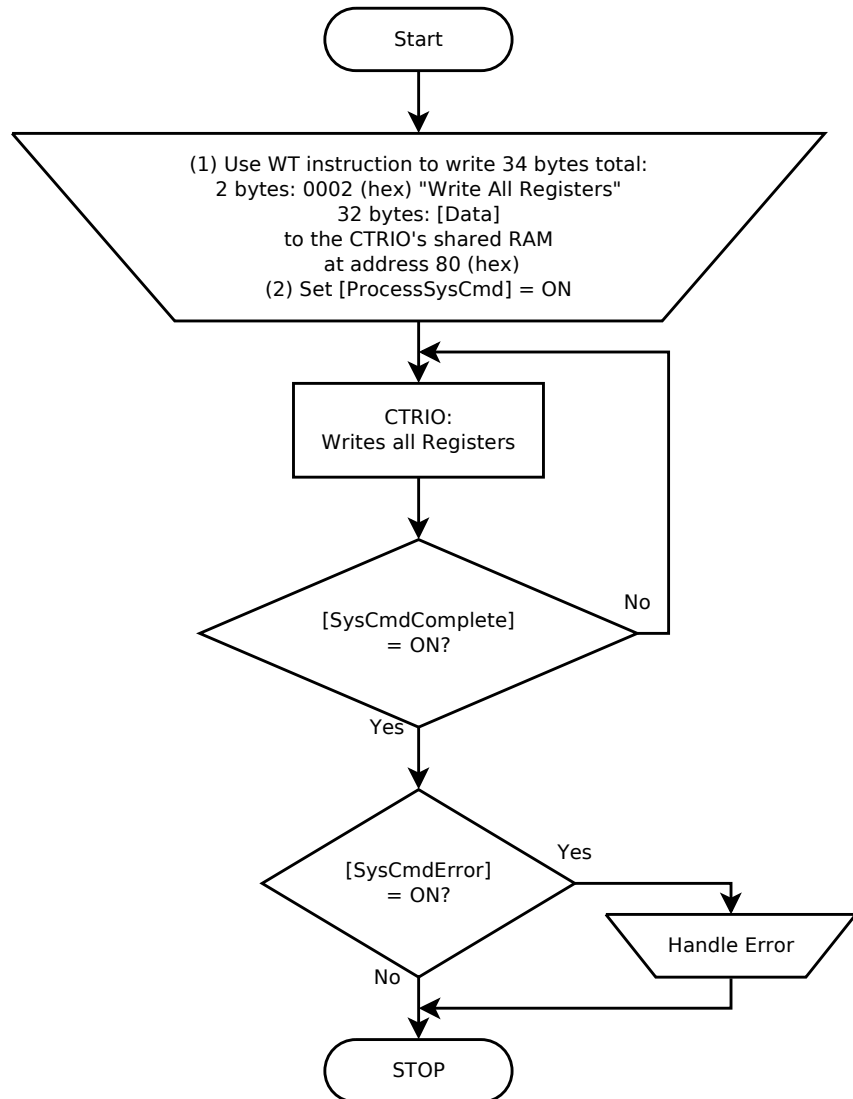 Start
(1) Use WT instruction to write 34 bytes total:
2 bytes: 0002 (hex) "Write All Registers"
32 bytes: [Data]
to the CTRIO's shared RAM
at address 80 (hex)
(2) Set [ProcessSysCmd] = ON
CTRIO:
Writes all Registers
[SysCmdComplete]
= ON?
No
Yes
[SysCmdError]
= ON?
Yes
Handle Error
No
STOP